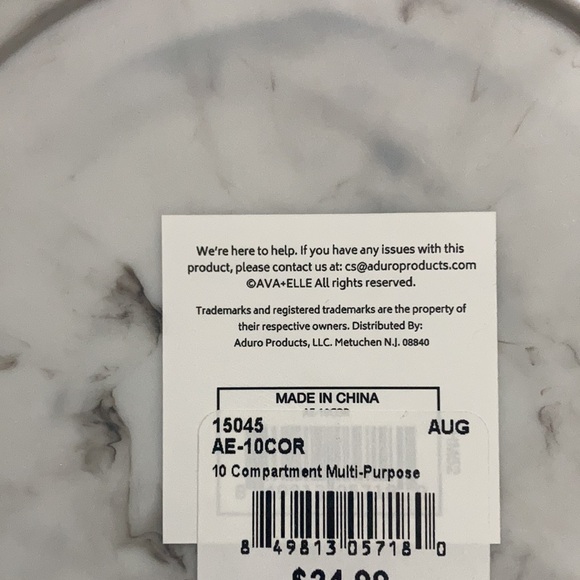 We're here to help. If you have any issues with this
product, please contact us at: cs@aduroproducts.com
©AVA+ELLE All rights reserved.
Trademarks and registered trademarks are the property of
their respective owners. Distributed By:
Aduro Products, LLC. Metuchen N.J. 08840
MADE IN CHINA
15045 AUG
AE-10COR
10 Compartment Multi-Purpose
8 49813 05718 0